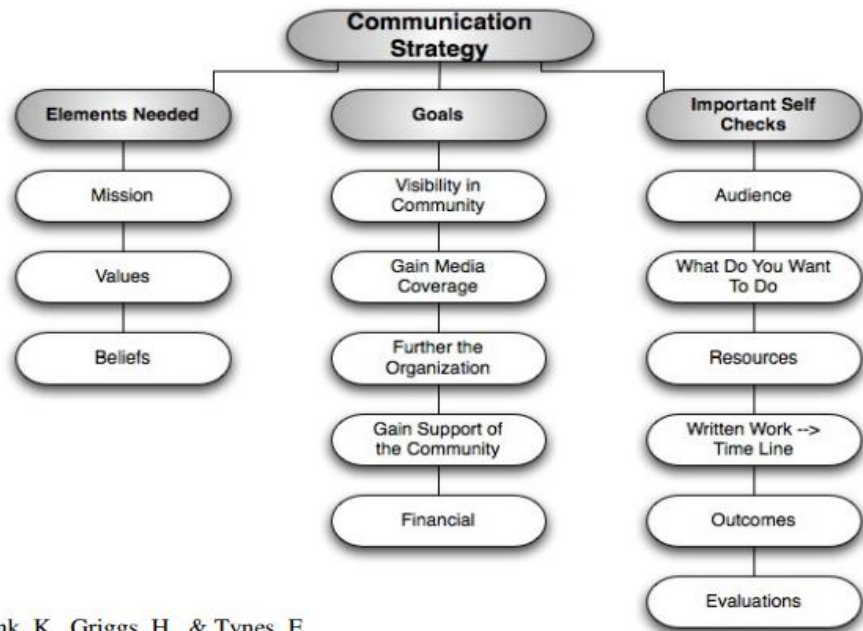 Communication
Strategy
Elements Needed
Mission
Values
Beliefs
Goals
Visibility in
Community
Gain Media
Coverage
Further the
Organization
Gain Support of
the Community
Financial
Important Self
Checks
Audience
What Do You Want
To Do
Resources
Written Work -->
Time Line
Outcomes
Evaluations
K., Griggs, H., & Tynes, E.